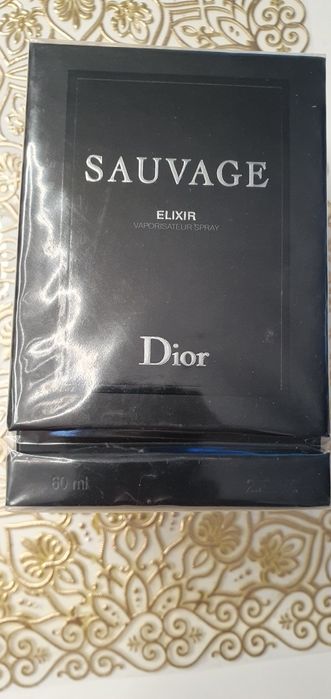 SAUVAGE
ELIXIR
VAPORISATEUR SPRAY
Dior
60 ml